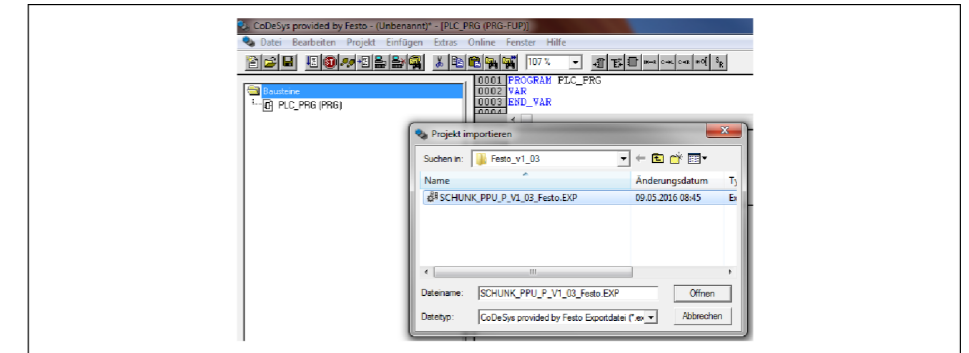 CoDeSys provided by Festo - (Unbenannt)* - [PLC_PRG (PRG-FUP)]
Datei Bearbeiten Projekt Einfügen Extras Online Fenster Hilfe
107 %
Bausteine
PLC_PRG (PRG)
0001 PROGRAM PLC_PRG
0002 VAR
0003 END_VAR
0004
Projekt importieren
Suchen in: Festo_v1_03
Name Änderungsdatum
SCHUNK_PPU_P_V1_03_Festo.EXP 09.05.2016 08:45
Dateiname: SCHUNK_PPU_P_V1_03_Festo.EXP Öffnen
Dateityp: CoDeSys provided by Festo Exportdatei (*.ex Abbrechen